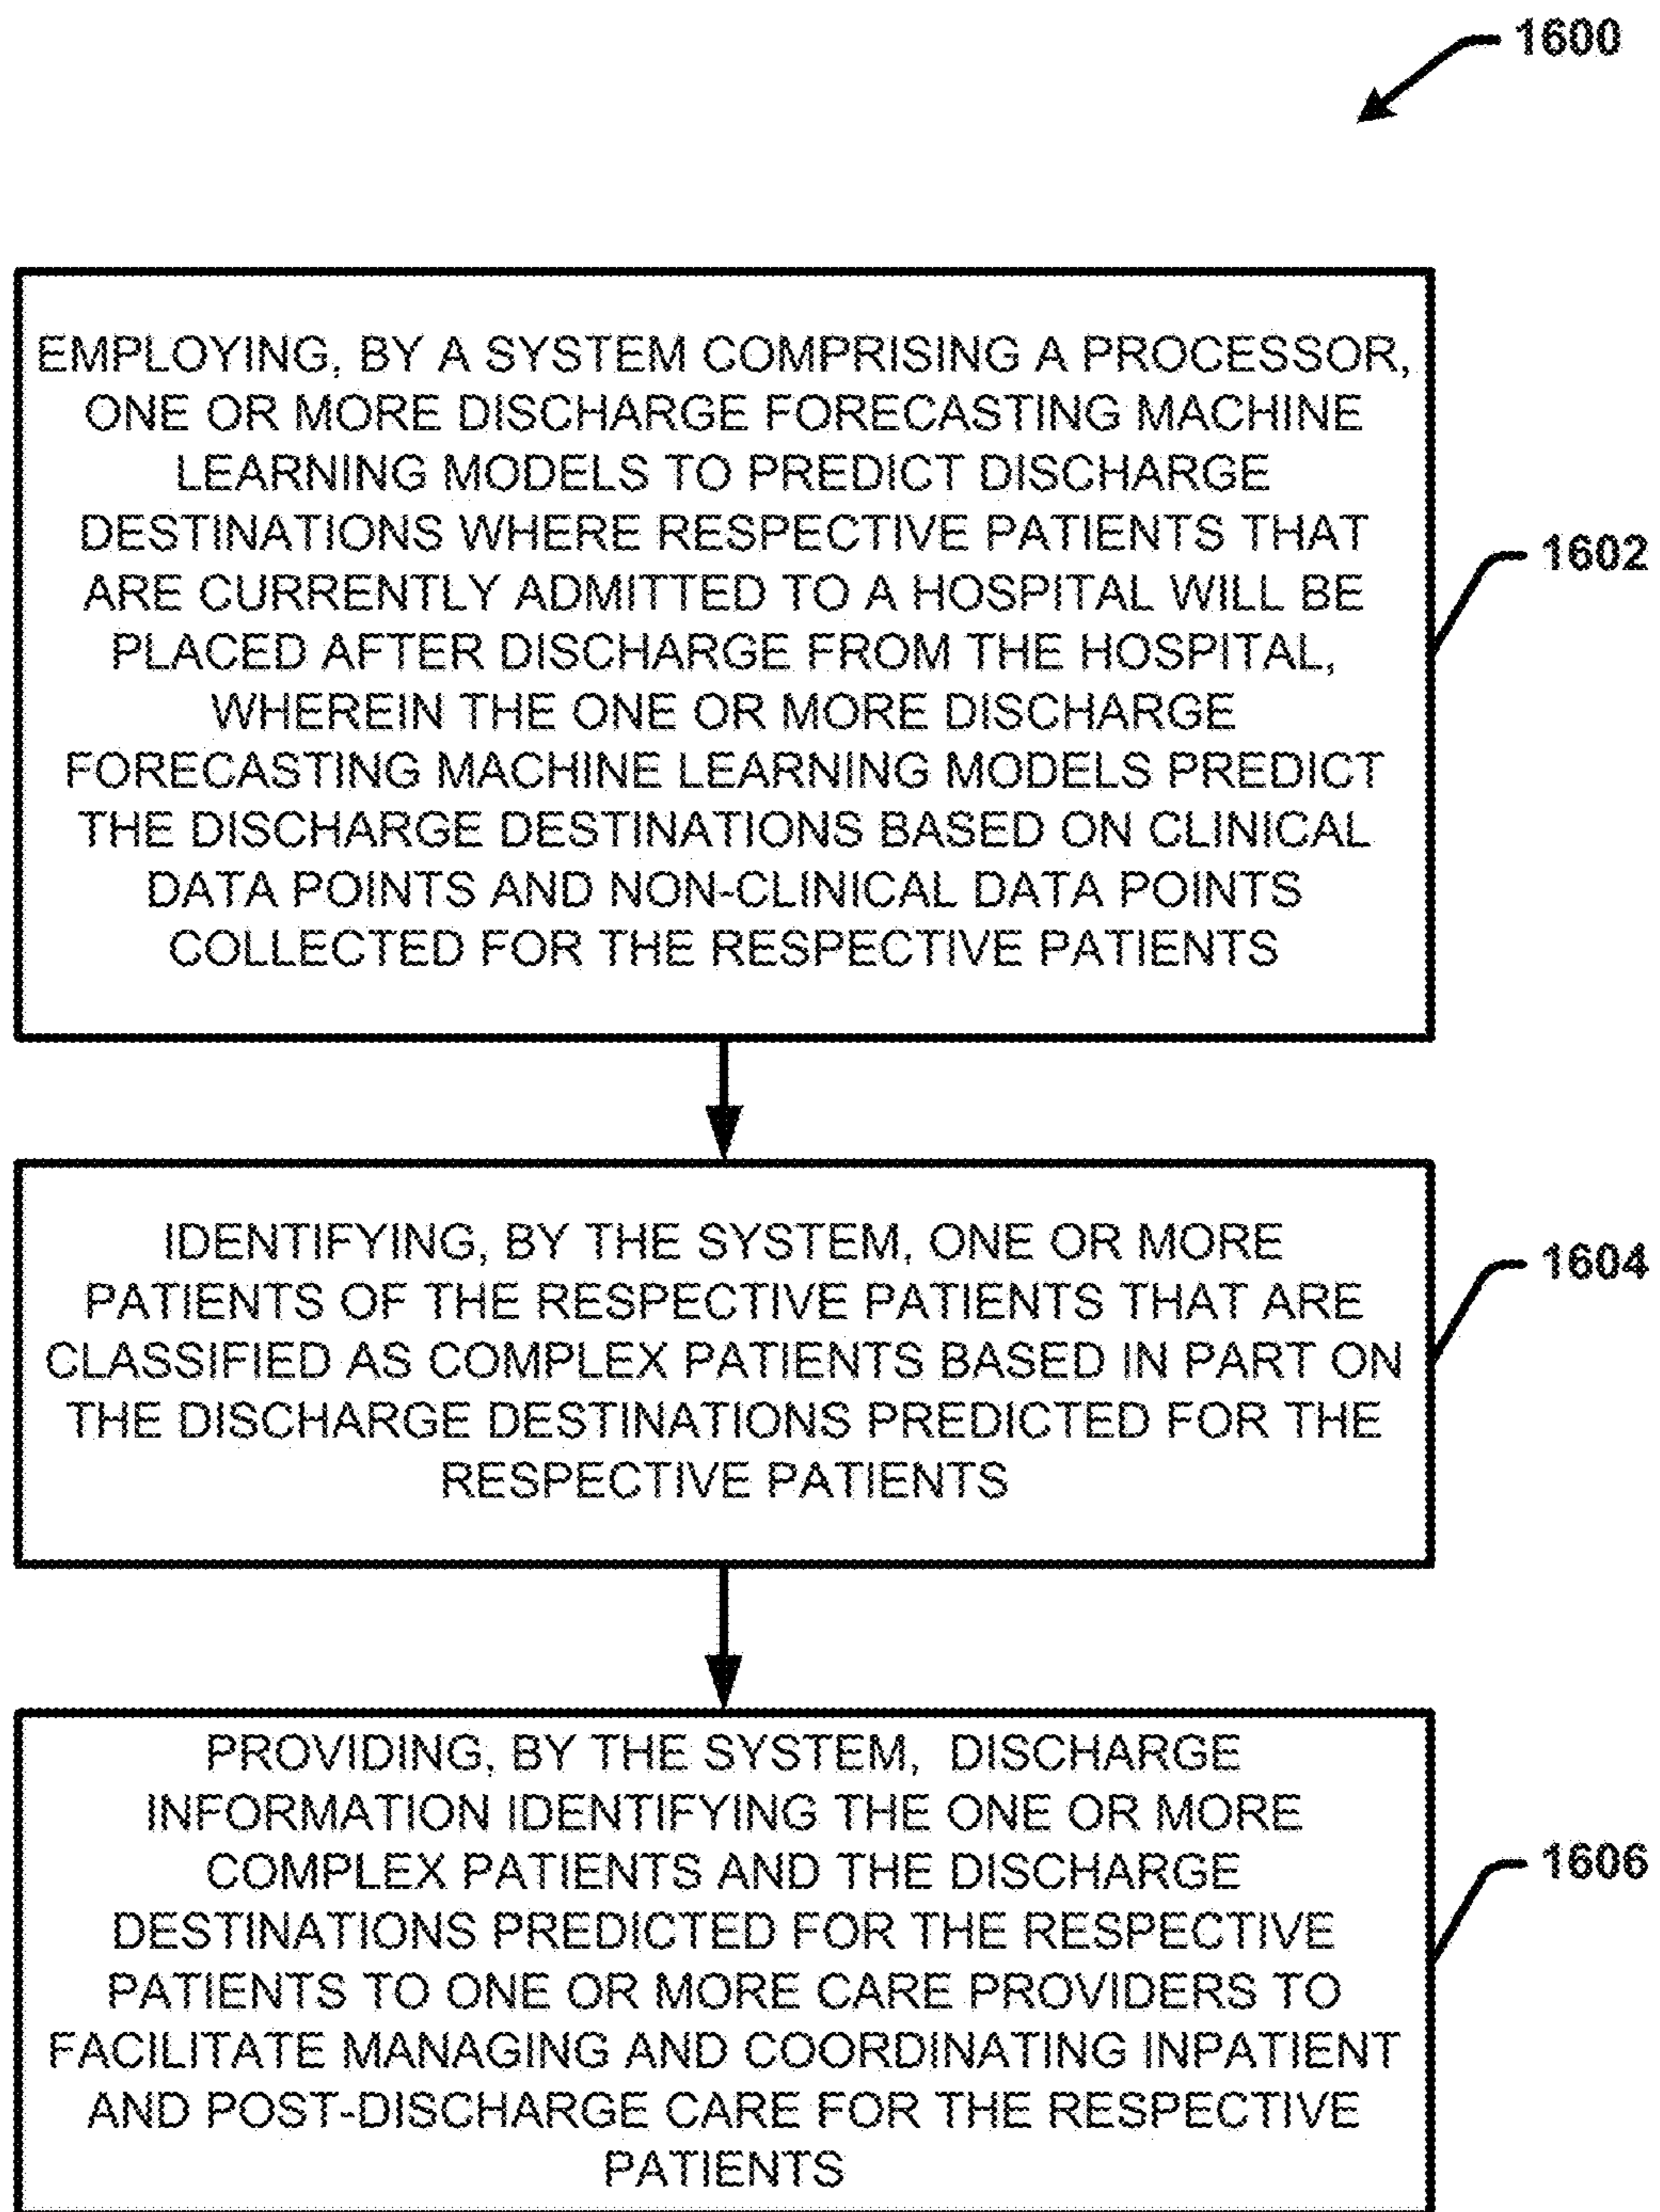 1600
EMPLOYING, BY A SYSTEM COMPRISING A PROCESSOR,
ONE OR MORE DISCHARGE FORECASTING MACHINE
LEARNING MODELS TO PREDICT DISCHARGE
DESTINATIONS WHERE RESPECTIVE PATIENTS THAT
ARE CURRENTLY ADMITTED TO A HOSPITAL WILL BE
PLACED AFTER DISCHARGE FROM THE HOSPITAL,
WHEREIN THE ONE OR MORE DISCHARGE
FORECASTING MACHINE LEARNING MODELS PREDICT
THE DISCHARGE DESTINATIONS BASED ON CLINICAL
DATA POINTS AND NON-CLINICAL DATA POINTS
COLLECTED FOR THE RESPECTIVE PATIENTS
1602
IDENTIFYING, BY THE SYSTEM, ONE OR MORE
PATIENTS OF THE RESPECTIVE PATIENTS THAT ARE
CLASSIFIED AS COMPLEX PATIENTS BASED IN PART ON
THE DISCHARGE DESTINATIONS PREDICTED FOR THE
RESPECTIVE PATIENTS
1604
PROVIDING, BY THE SYSTEM, DISCHARGE
INFORMATION IDENTIFYING THE ONE OR MORE
COMPLEX PATIENTS AND THE DISCHARGE
DESTINATIONS PREDICTED FOR THE RESPECTIVE
PATIENTS TO ONE OR MORE CARE PROVIDERS TO
FACILITATE MANAGING AND COORDINATING INPATIENT
AND POST-DISCHARGE CARE FOR THE RESPECTIVE
PATIENTS
1606